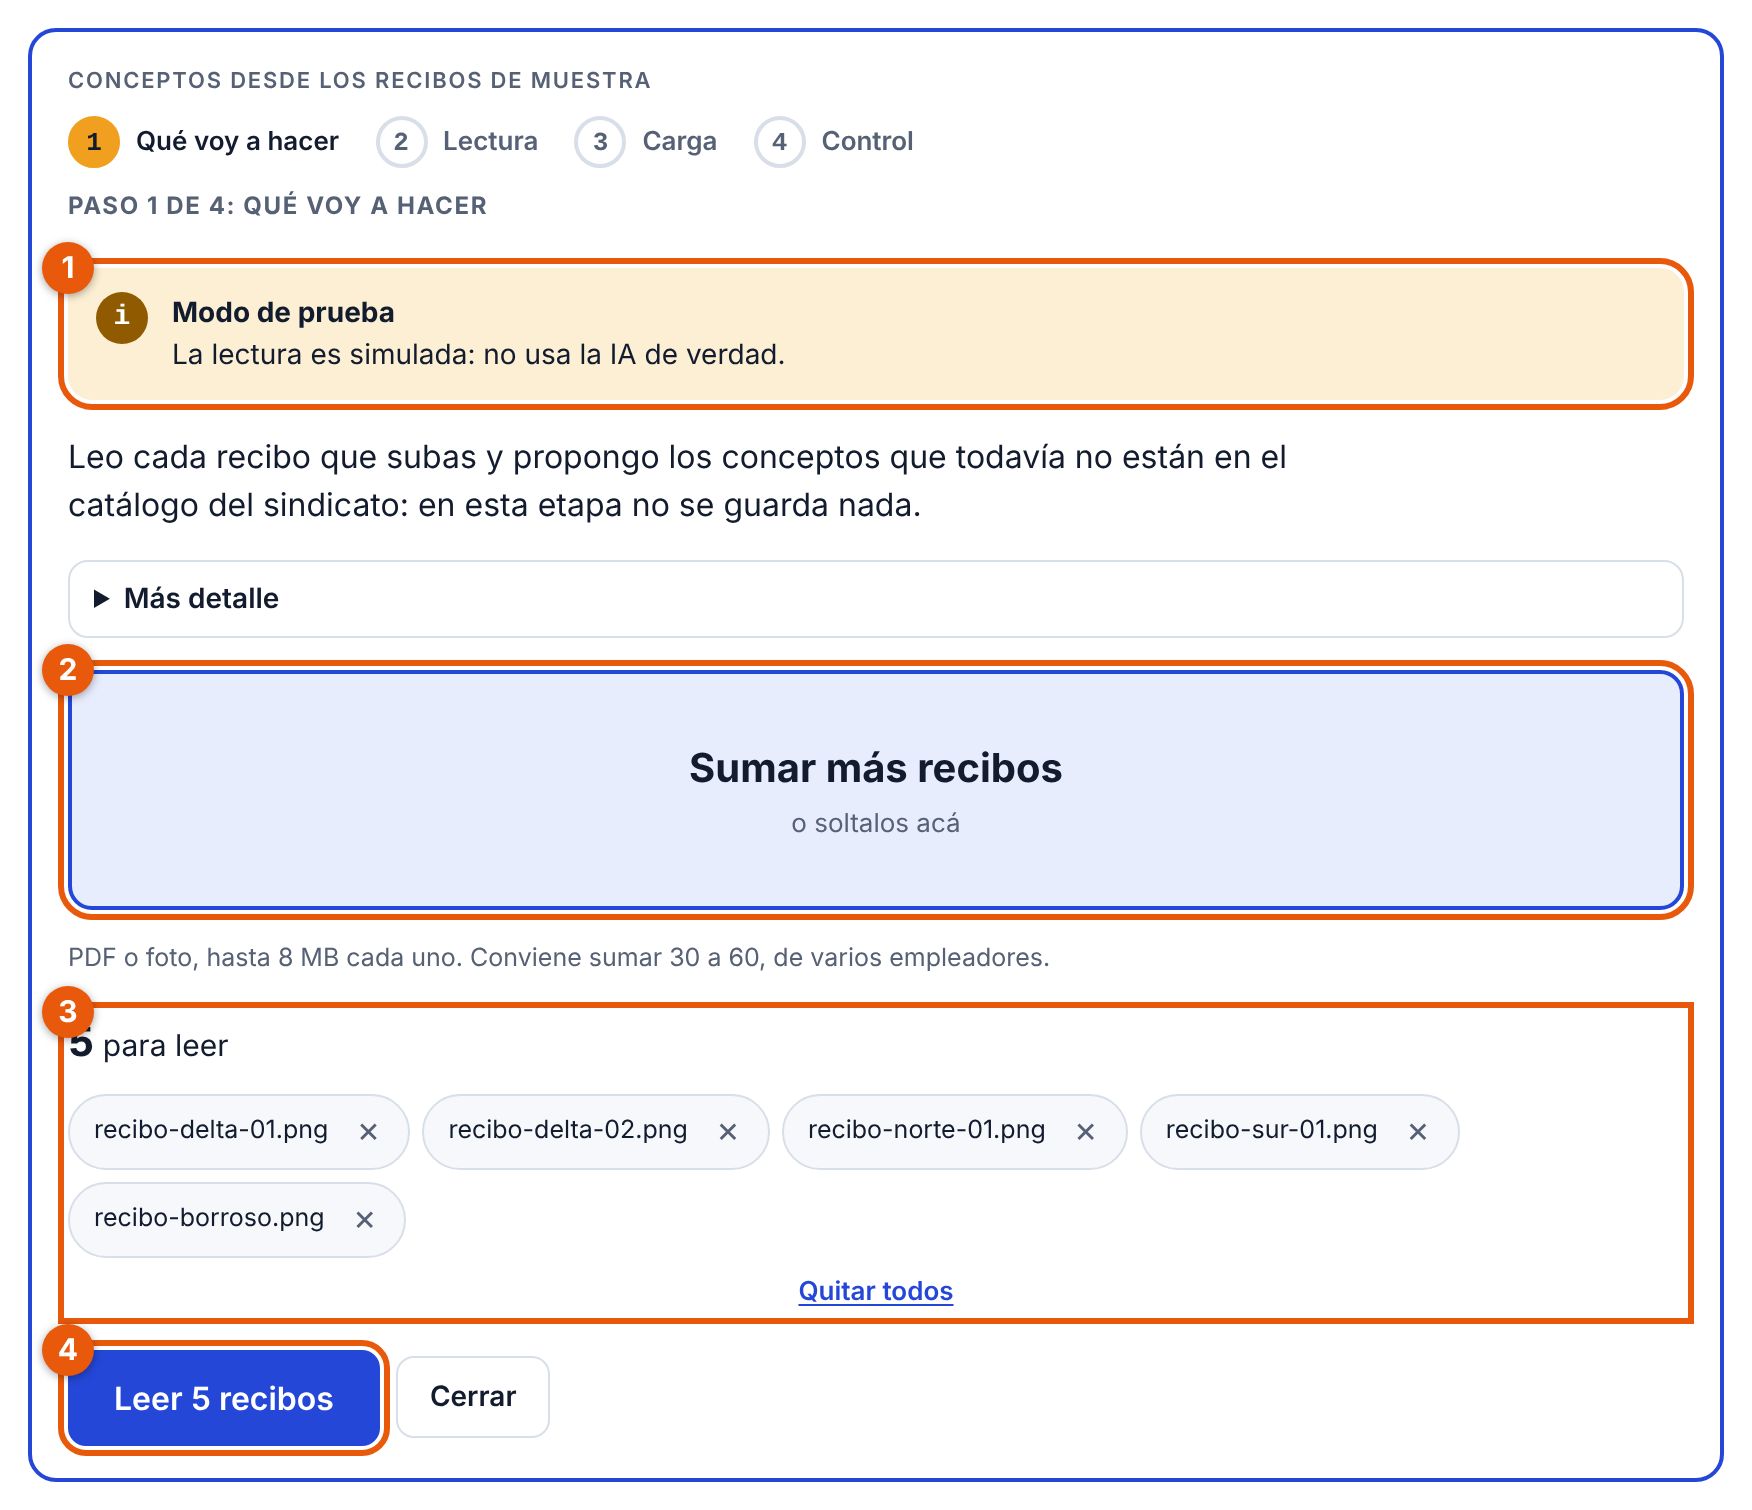 CONCEPTOS DESDE LOS RECIBOS DE MUESTRA
1 Qué voy a hacer 2 Lectura 3 Carga 4 Control
PASO 1 DE 4: QUÉ VOY A HACER
1
i Modo de prueba
La lectura es simulada: no usa la IA de verdad.
Leo cada recibo que subas y propongo los conceptos que todavía no están en el
catálogo del sindicato: en esta etapa no se guarda nada.
Más detalle
2
Sumar más recibos
o soltalos acá
PDF o foto, hasta 8 MB cada uno. Conviene sumar 30 a 60, de varios empleadores.
3
5 para leer
recibo-delta-01.png × recibo-delta-02.png × recibo-norte-01.png × recibo-sur-01.png ×
recibo-borroso.png ×
Quitar todos
4
Leer 5 recibos Cerrar